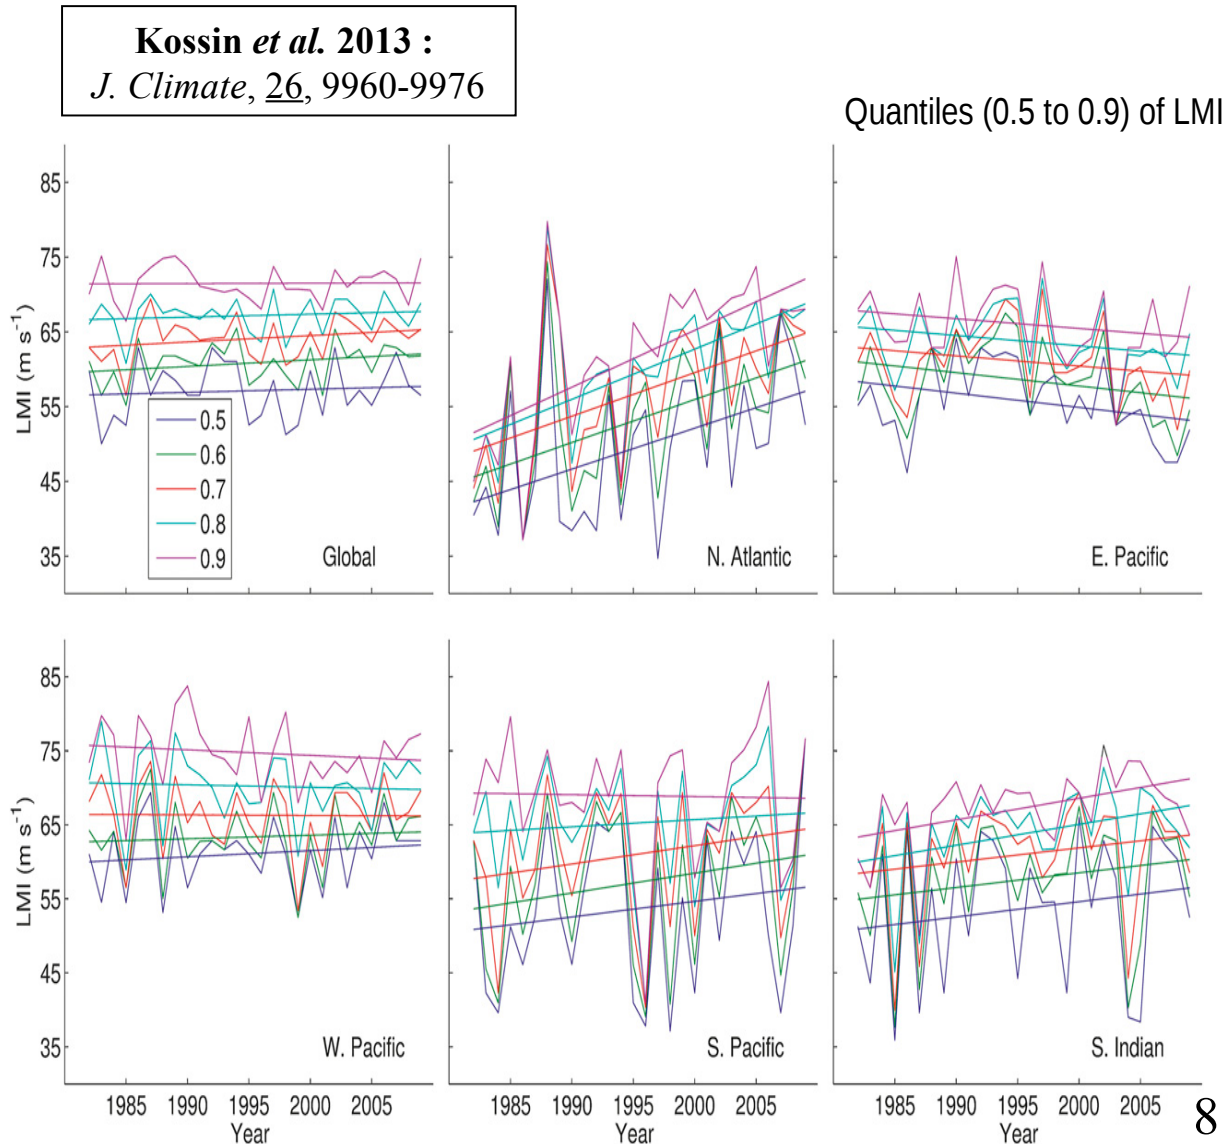 Kossin et al. 2013 :
J. Climate, 26, 9960-9976
Quantiles (0.5 to 0.9) of LMI
LMI (m s⁻¹)
85
75
65
55
45
35
0.5
0.6
0.7
0.8
0.9
Global
N. Atlantic
E. Pacific
LMI (m s⁻¹)
85
75
65
55
45
35
W. Pacific
S. Pacific
S. Indian
1985 1990 1995 2000 2005
Year
1985 1990 1995 2000 2005
Year
1985 1990 1995 2000 2005
Year
8